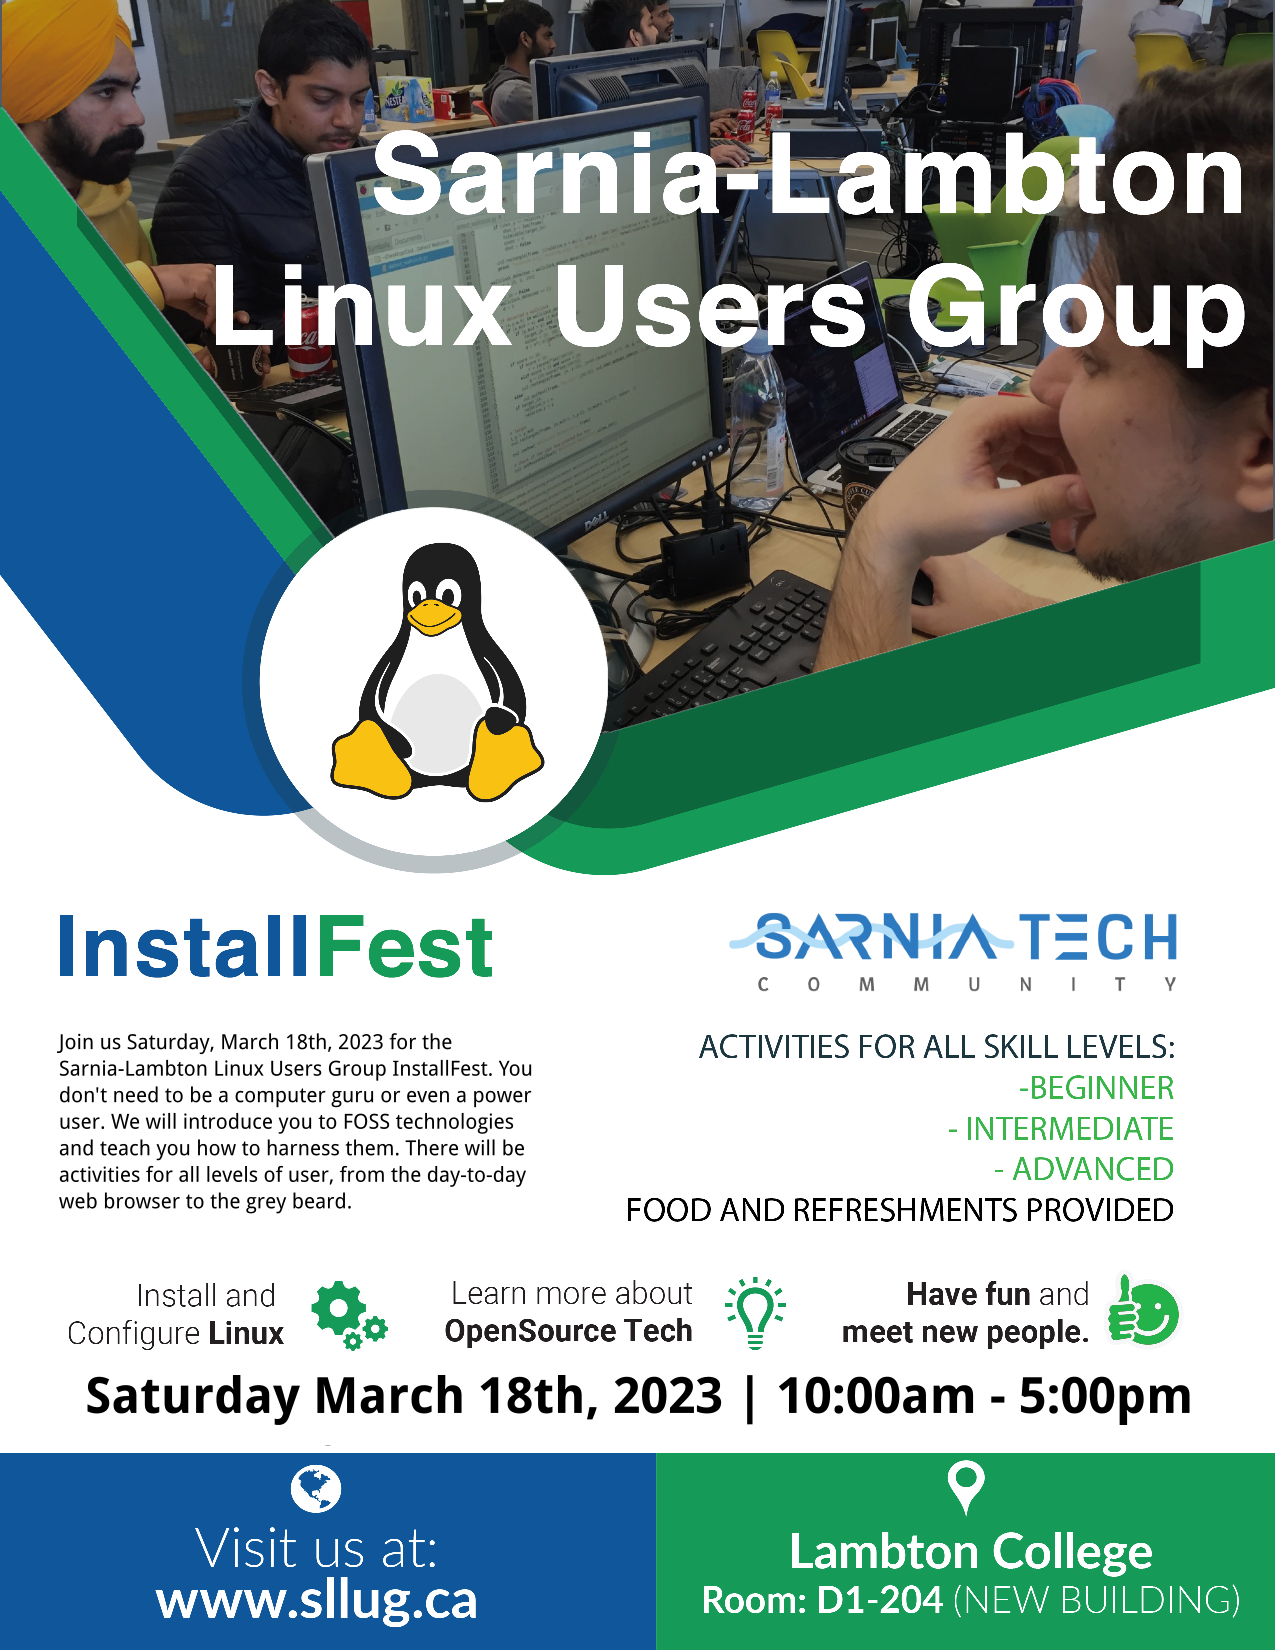 Sarnia-Lambton
Linux Users Group
NESTEA
DELL
InstallFest
SARNIA TECH
COMMUNITY
Join us Saturday, March 18th, 2023 for the
Sarnia-Lambton Linux Users Group InstallFest. You
don't need to be a computer guru or even a power
user. We will introduce you to FOSS technologies
and teach you how to harness them. There will be
activities for all levels of user, from the day-to-day
web browser to the grey beard.
ACTIVITIES FOR ALL SKILL LEVELS:
-BEGINNER
- INTERMEDIATE
- ADVANCED
FOOD AND REFRESHMENTS PROVIDED
Install and
Configure Linux
Learn more about
OpenSource Tech
Have fun and
meet new people.
Saturday March 18th, 2023 | 10:00am - 5:00pm
Visit us at:
www.sllug.ca
Lambton College
Room: D1-204 (NEW BUILDING)